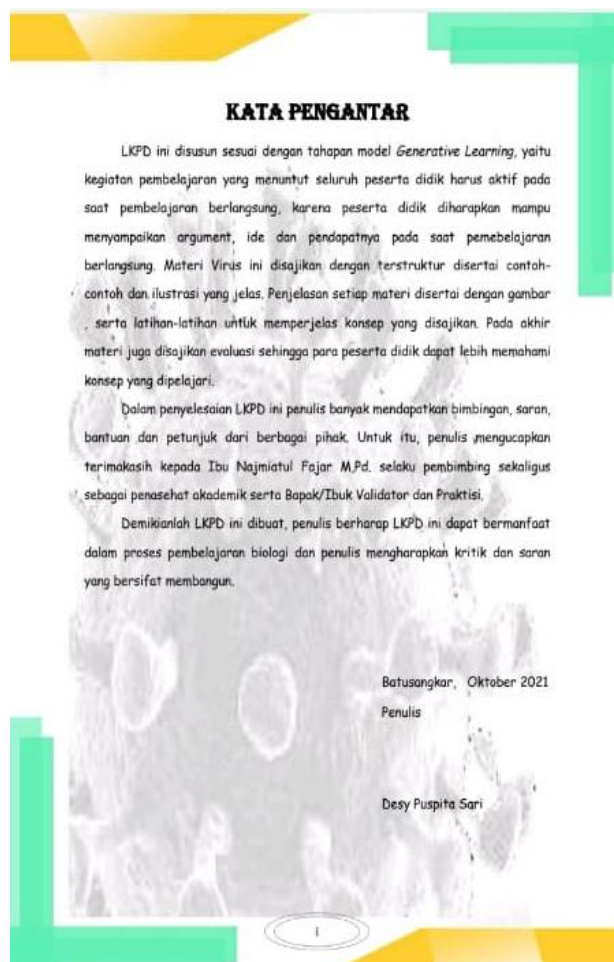 KATA PENGANTAR
LKPD ini disusun sesuai dengan tahapan model Generative Learning, yaitu
kegiatan pembelajaran yang menuntut seluruh peserta didik harus aktif pada
saat pembelajaran berlangsung, karena peserta didik diharapkan mampu
menyampaikan argument, ide dan pendapatnya pada saat pemebelajaran
berlangsung. Materi Virus ini disajikan dengan terstruktur disertai contoh-
contoh dan ilustrasi yang jelas. Penjelasan setiap materi disertai dengan gambar
, serta latihan-latihan untuk memperjelas konsep yang disajikan. Pada akhir
materi juga disajikan evaluasi sehingga para peserta didik dapat lebih memahami
konsep yang dipelajari.
Dalam penyelesaian LKPD ini penulis banyak mendapatkan bimbingan, saran,
bantuan dan petunjuk dari berbagai pihak. Untuk itu, penulis mengucapkan
terimakasih kepada Ibu Najmiatul Fajar M.Pd. selaku pembimbing sekaligus
sebagai penasehat akademik serta Bapak/Ibuk Validator dan Praktisi.
Demikianlah LKPD ini dibuat, penulis berharap LKPD ini dapat bermanfaat
dalam proses pembelajaran biologi dan penulis mengharapkan kritik dan saran
yang bersifat membangun.
Batusangkar, Oktober 2021
Penulis
Desy Puspita Sari
i